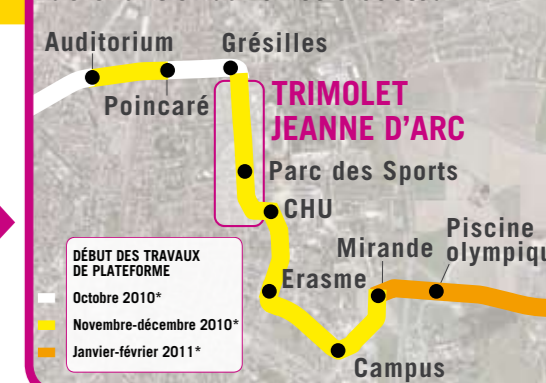 Auditorium
Grésilles
Poincaré
TRIMOLET
JEANNE D'ARC
Parc des Sports
CHU
Piscine
Mirande
Erasme
Campus
DÉBUT DES TRAVAUX
DE PLATEFORME
Octobre 2010*
Novembre-décembre 2010*
Janvier-février 2011*